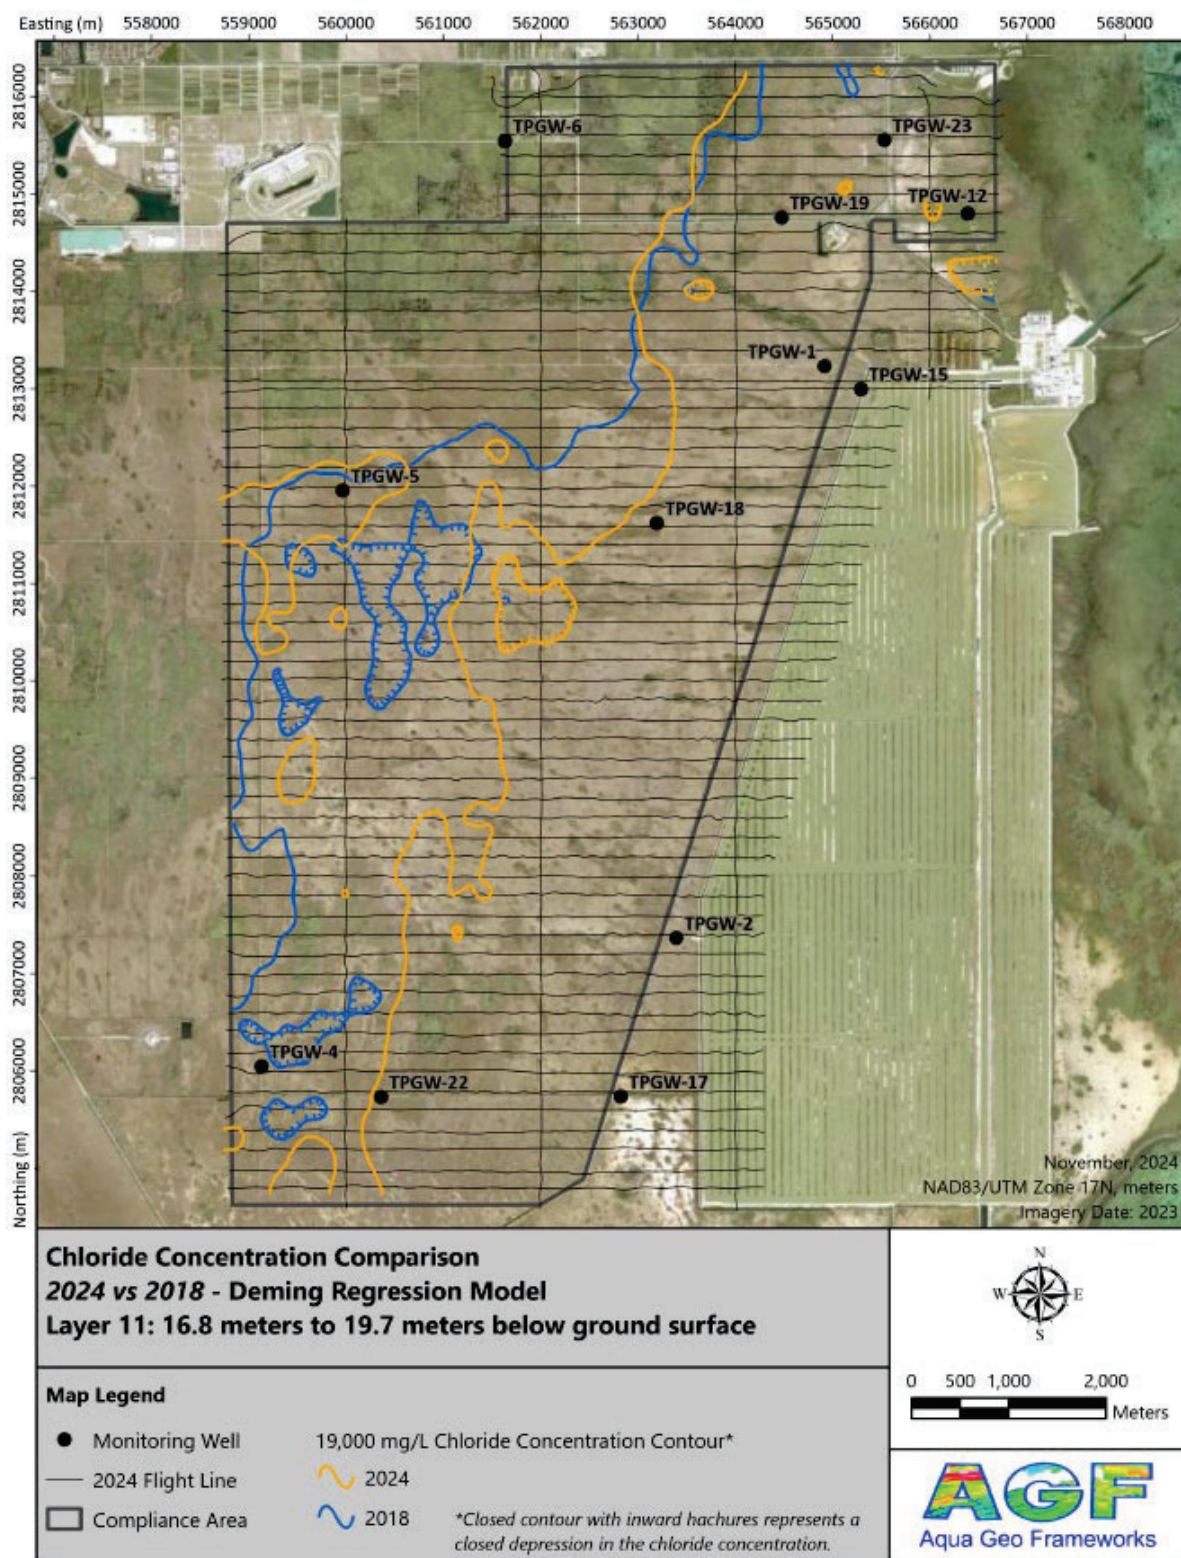 Easting (m) 558000 559000 560000 561000 562000 563000 564000 565000 566000 567000 568000
2816000
2815000
2814000
2813000
2812000
2811000
2810000
2809000
2808000
2807000
2806000
Northing (m)
TPGW-6
TPGW-23
TPGW-19
TPGW-12
TPGW-1
TPGW-15
TPGW-5
TPGW-18
TPGW-2
TPGW-4
TPGW-22
TPGW-17
November, 2024
NAD83/UTM Zone 17N, meters
Imagery Date: 2023
Chloride Concentration Comparison
2024 vs 2018 - Deming Regression Model
Layer 11: 16.8 meters to 19.7 meters below ground surface
Map Legend
Monitoring Well
2024 Flight Line
Compliance Area
19,000 mg/L Chloride Concentration Contour*
2024
2018
*Closed contour with inward hachures represents a
closed depression in the chloride concentration.
N
W E
S
0 500 1,000 2,000
Meters
AGF
Aqua Geo Frameworks